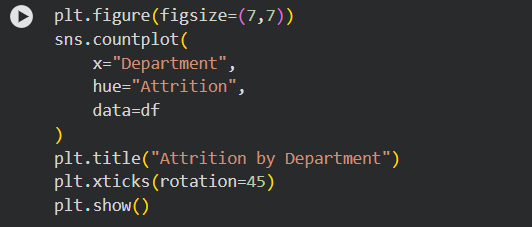 plt.figure(figsize=(7,7))
sns.countplot(
    x="Department",
    hue="Attrition",
    data=df
)
plt.title("Attrition by Department")
plt.xticks(rotation=45)
plt.show()